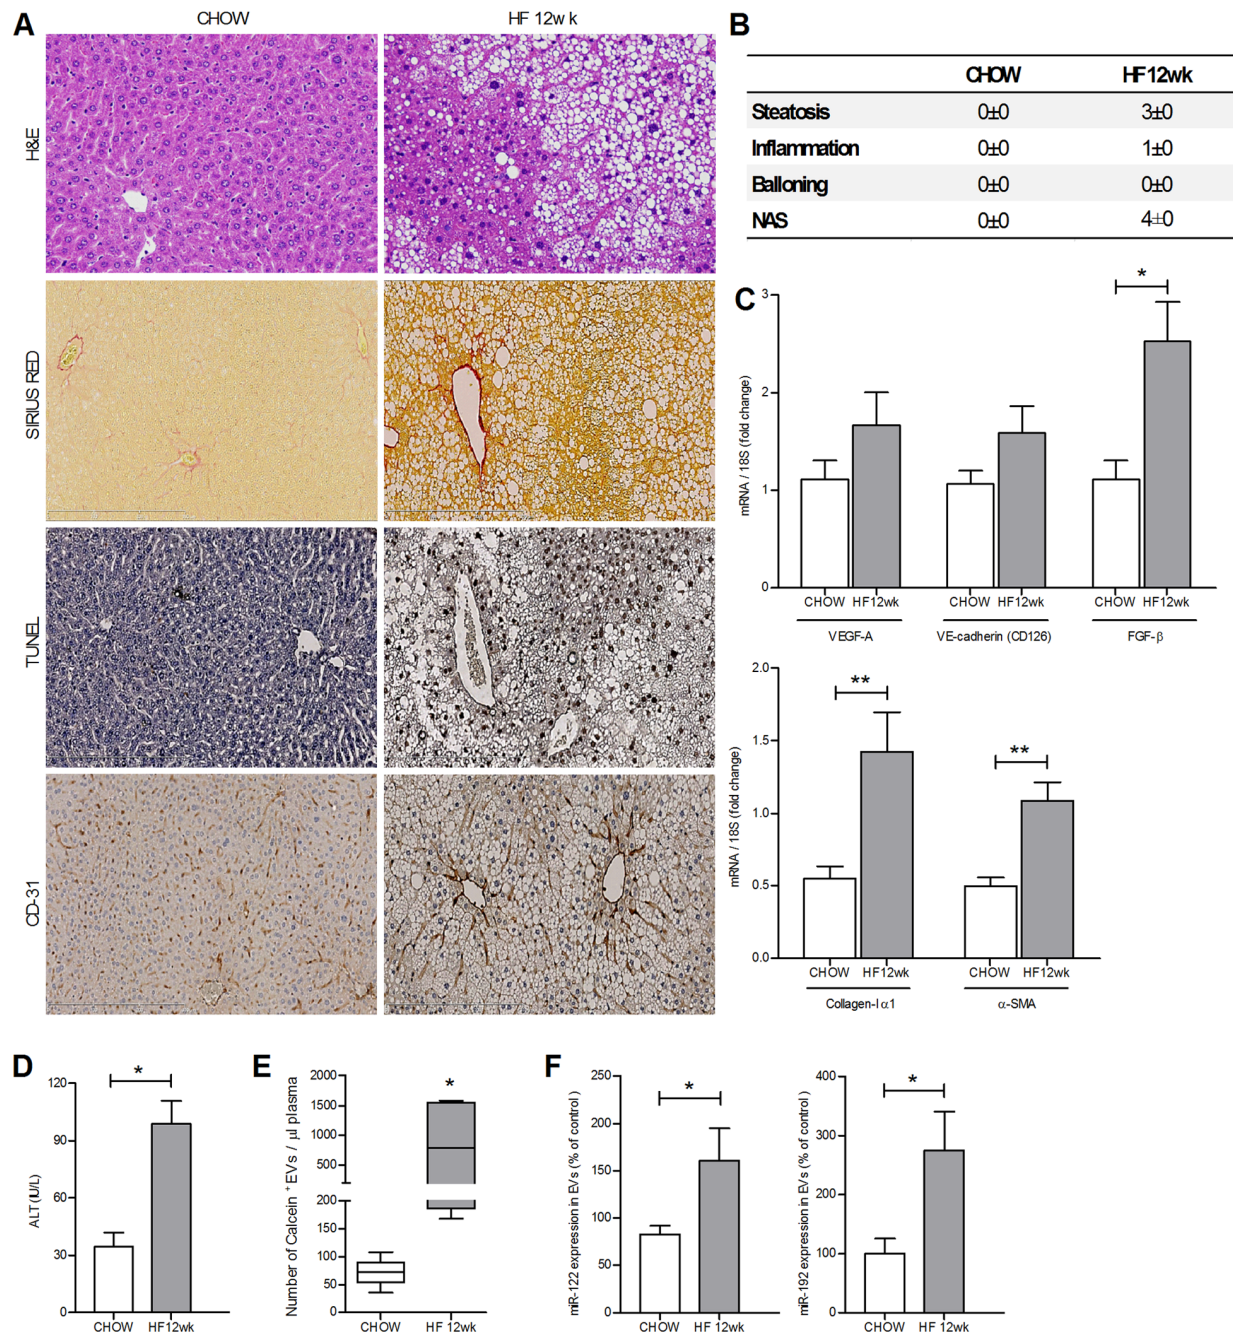 A
CHOW
HF 12wk
H&E
SIRIUS RED
TUNEL
CD-31
B
CHOW HF12wk
Steatosis 0±0 3±0
Inflammation 0±0 1±0
Balloning 0±0 0±0
NAS 0±0 4±0
C
mRNA / 18S (fold change)
3
2
1
0
*
CHOW HF12wk CHOW HF12wk CHOW HF12wk
VEGF-A VE-cadherin (CD126) FGF-β
mRNA / 18S (fold change)
2.0
1.5
1.0
0.5
0.0
**
**
CHOW HF12wk CHOW HF12wk
Collagen-I α1 α-SMA
D
ALT (IU/L)
120
90
60
30
0
*
CHOW HF12wk
E
Number of Calcein + EVs / μl plasma
2000
1500
1000
500
200
150
100
50
0
*
CHOW HF 12wk
F
miR-122 expression in EVs (% of control )
250
200
150
100
50
0
*
CHOW HF 12wk
miR-192 expression in EVs (% of control )
400
300
200
100
0
*
CHOW HF 12wk